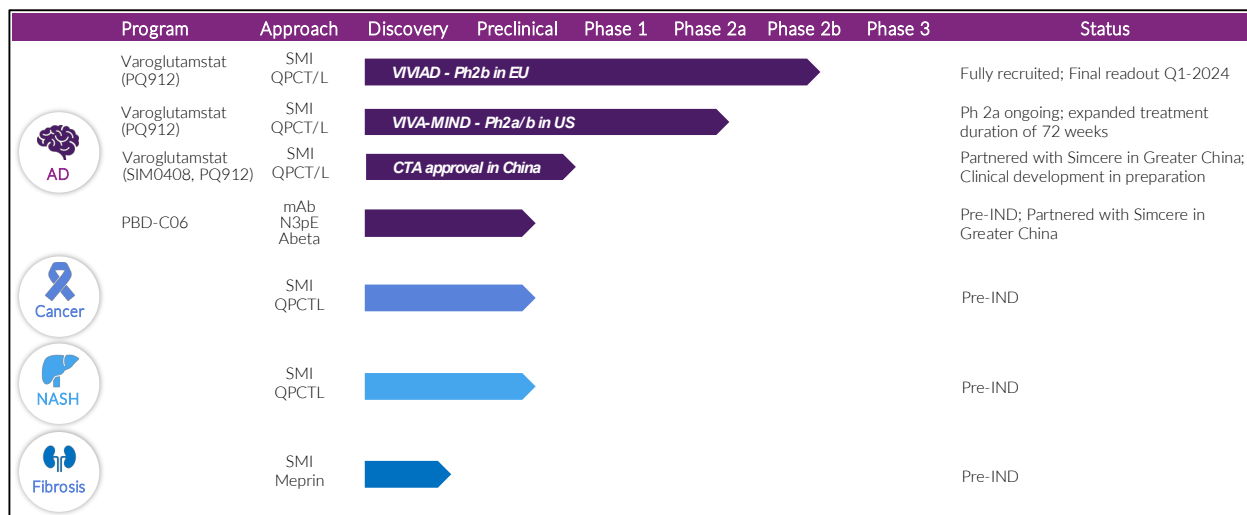 Program Approach Discovery Preclinical Phase 1 Phase 2a Phase 2b Phase 3 Status
Varoglutamstat
(PQ912)
SMI
QPCT/L
VIVIAD - Ph2b in EU
Fully recruited; Final readout Q1-2024
AD
Varoglutamstat
(PQ912)
SMI
QPCT/L
VIVA-MIND - Ph2a/b in US
Ph 2a ongoing; expanded treatment
duration of 72 weeks
Varoglutamstat
(SIM0408, PQ912)
SMI
QPCT/L
CTA approval in China
Partnered with Simcere in Greater China;
Clinical development in preparation
PBD-C06
mAb
N3pE
Abeta
Pre-IND; Partnered with Simcere in
Greater China
Cancer
SMI
QPCTL
Pre-IND
NASH
SMI
QPCTL
Pre-IND
Fibrosis
SMI
Meprin
Pre-IND